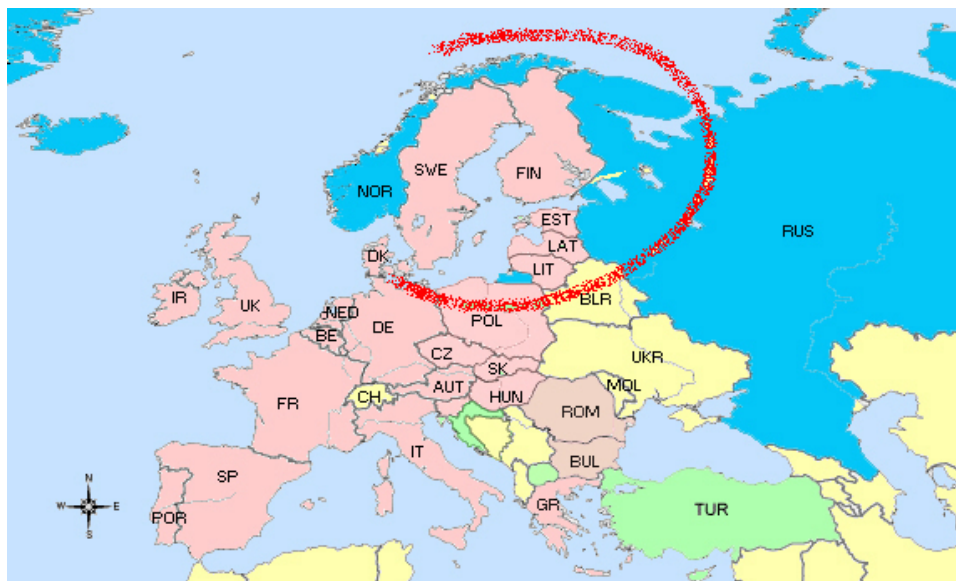 SWE
FIN
NOR
RUS
EST
LAT
DK
LIT
IR
UK
BLR
NED
DE
POL
BE
CZ
UKR
SK
MOL
AUT
CH
HUN
FR
ROM
IT
BUL
SP
N
W E
S
POR
GR
TUR